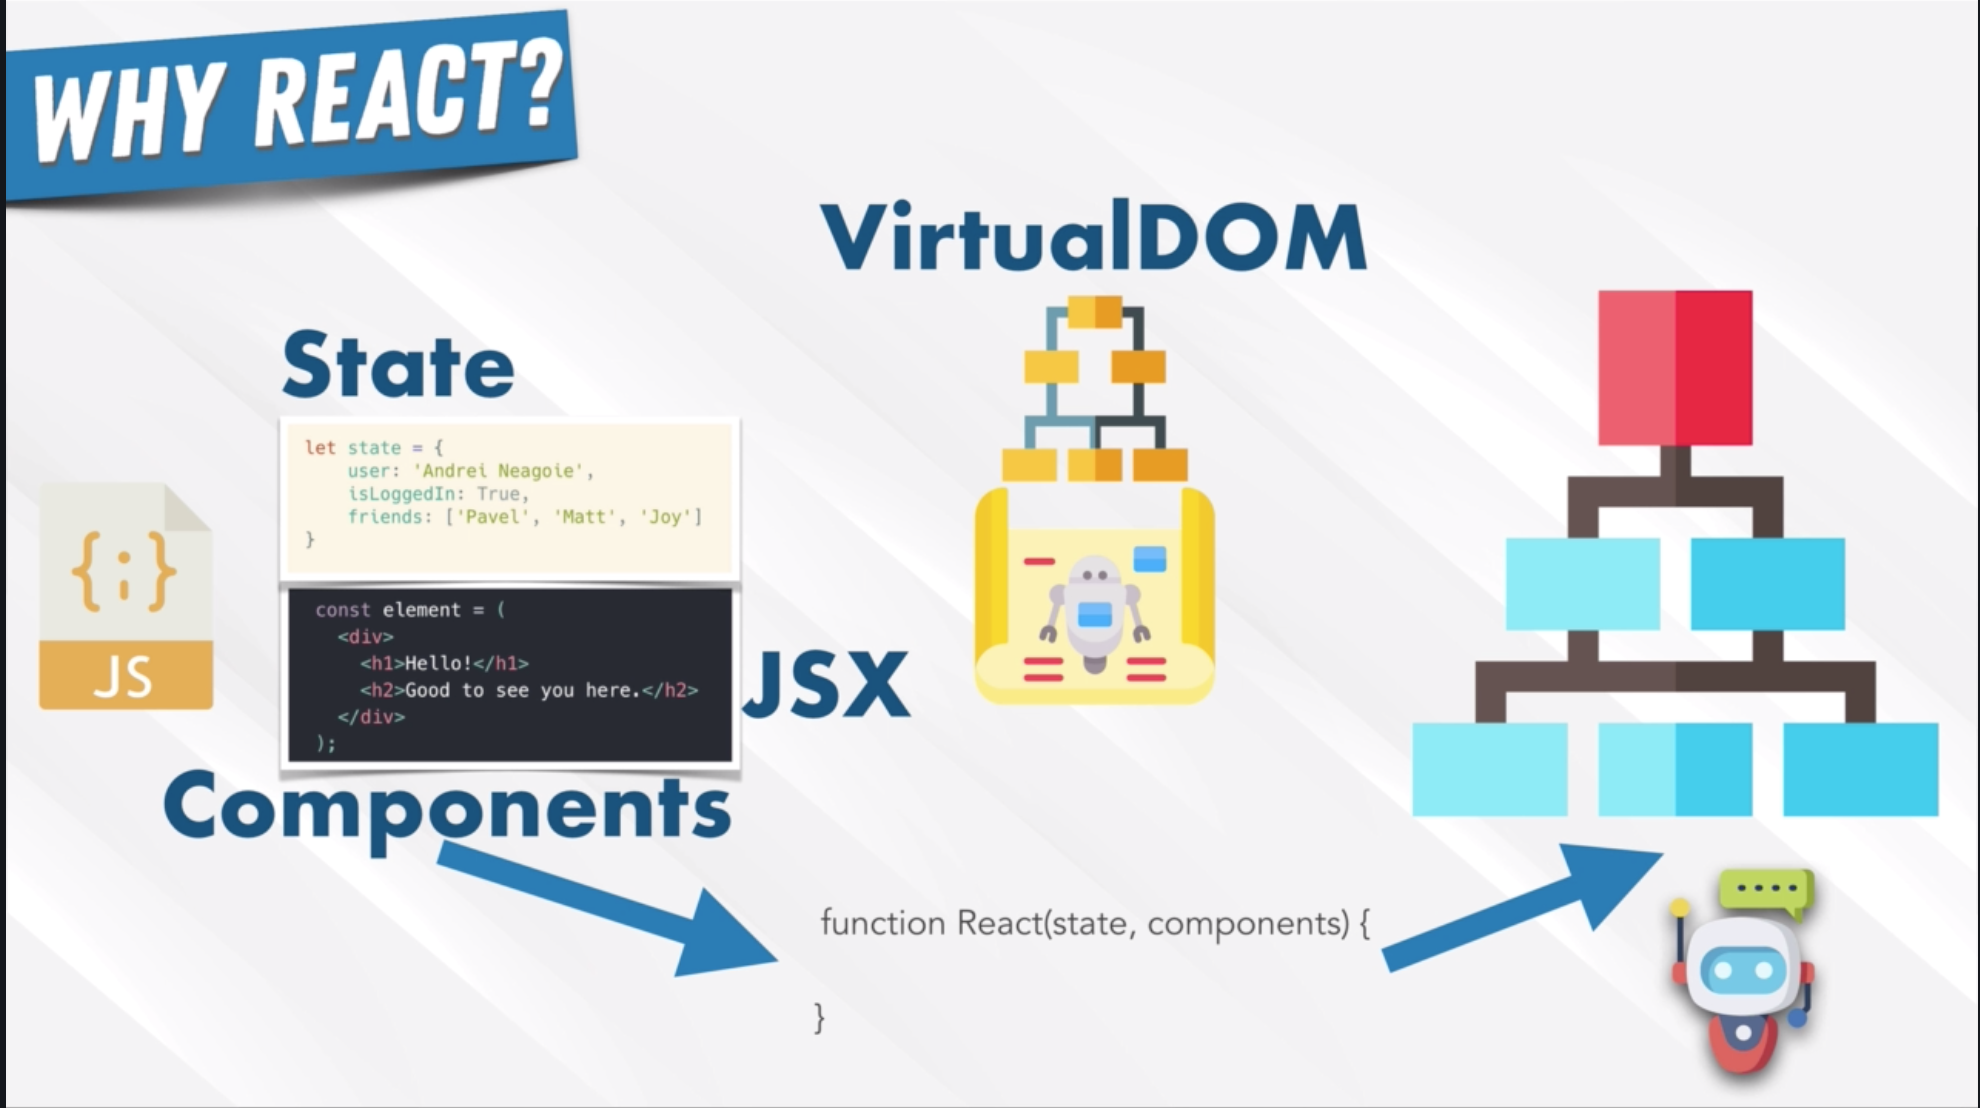 WHY REACT?
VirtualDOM
State
let state = {
user: 'Andrei Neagoie',
isLoggedIn: True,
friends: ['Pavel', 'Matt', 'Joy']
}
{;}
JS
const element = (
<div>
<h1>Hello!</h1>
<h2>Good to see you here.</h2>
</div>
);
JSX
Components
function React(state, components) {
}